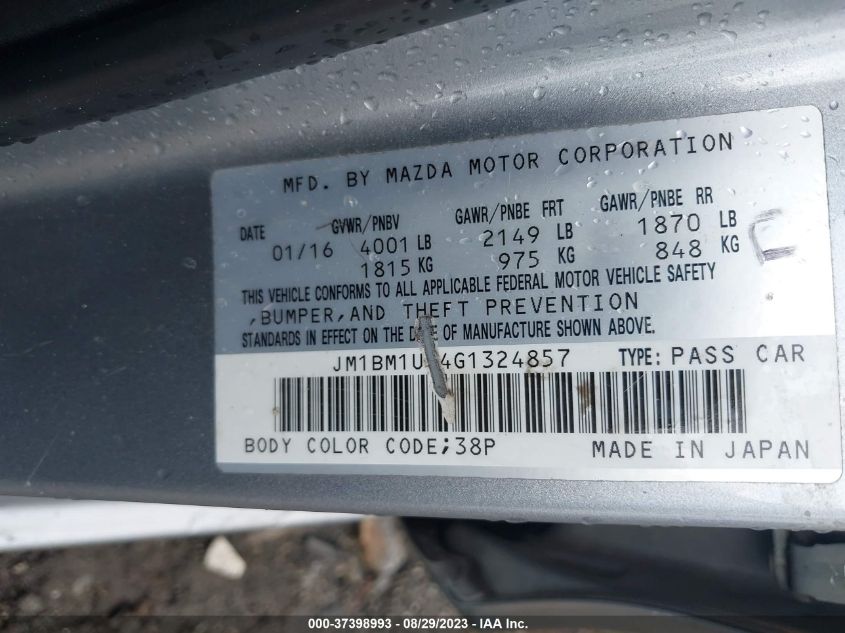 MFD. BY MAZDA MOTOR CORPORATION
DATE GVWR/PNBV GAWR/PNBE FRT GAWR/PNBE RR
01/16 4001 LB 2149 LB 1870 LB
1815 KG 975 KG 848 KG
THIS VEHICLE CONFORMS TO ALL APPLICABLE FEDERAL MOTOR VEHICLE SAFETY
,BUMPER,AND THEFT PREVENTION
STANDARDS IN EFFECT ON THE DATE OF MANUFACTURE SHOWN ABOVE.
TYPE: PASS CAR
BODY COLOR CODE;38P MADE IN JAPAN
000-37398993 - 08/29/2023 - IAA Inc.